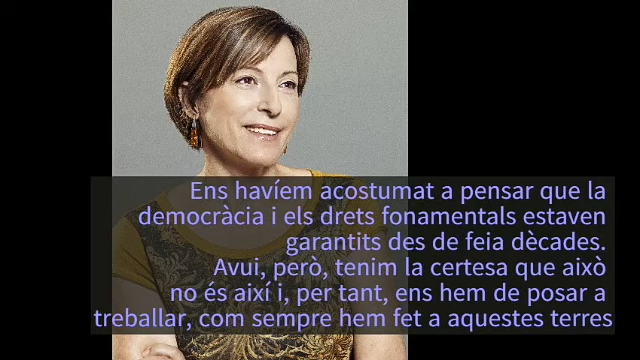 Ens havíem acostumat a pensar que la
democràcia i els drets fonamentals estaven
garantits des de feia dècades.
Avui, però, tenim la certesa que això
no és així i, per tant, ens hem de posar a
treballar, com sempre hem fet a aquestes terres